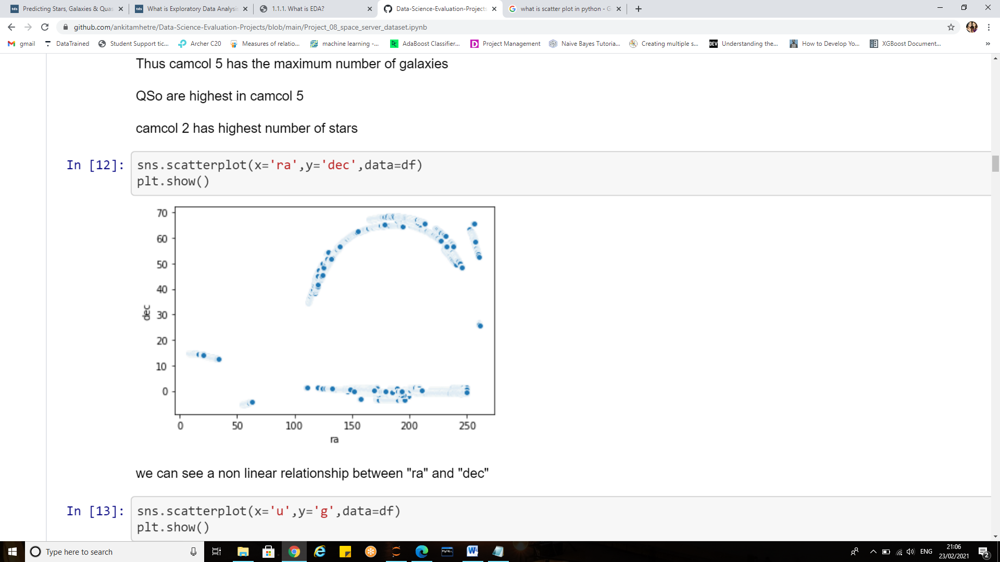 Predicting Stars, Galaxies & Quas
What is Exploratory Data Analysis
1.1.1. What is EDA?
Data-Science-Evaluation-Projects
what is scatter plot in python - G
github.com/ankitamhetre/Data-Science-Evaluation-Projects/blob/main/Project_08_space_server_dataset.ipynb
gmail
DataTrained
Student Support tic...
Archer C20
Measures of relatio...
machine learning -...
AdaBoost Classifier...
Project Management
Naive Bayes Tutoria...
Creating multiple s...
DEV
Understanding the...
How to Develop Yo...
XGBoost Document...
»
Thus camcol 5 has the maximum number of galaxies
QSo are highest in camcol 5
camcol 2 has highest number of stars
In [12]:
sns.scatterplot(x='ra',y='dec',data=df)
plt.show()
70
60
50
40
30
20
10
0
dec
0 50 100 150 200 250
ra
we can see a non linear relationship between "ra" and "dec"
In [13]:
sns.scatterplot(x='u',y='g',data=df)
plt.show()
Type here to search
ENG
21:06
23/02/2021
2